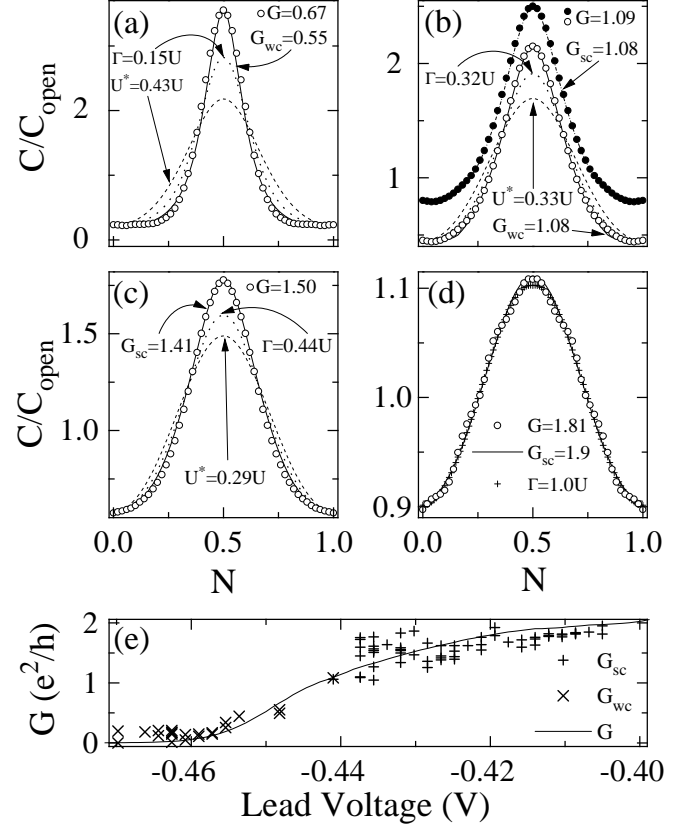 (a)
G=0.67
G_wc=0.55
Γ=0.15U
U*=0.43U
C/C_open
0
2
(b)
G=1.09
G_sc=1.08
Γ=0.32U
U*=0.33U
G_wc=1.08
1
2
(c)
G=1.50
G_sc=1.41
Γ=0.44U
U*=0.29U
C/C_open
1.0
1.5
0.0 0.5 1.0
N
(d)
G=1.81
G_sc=1.9
Γ=1.0U
0.9
1.0
1.1
0.0 0.5 1.0
N
(e)
G (e²/h)
0
1
2
G_sc
G_wc
G
-0.46 -0.44 -0.42 -0.40
Lead Voltage (V)